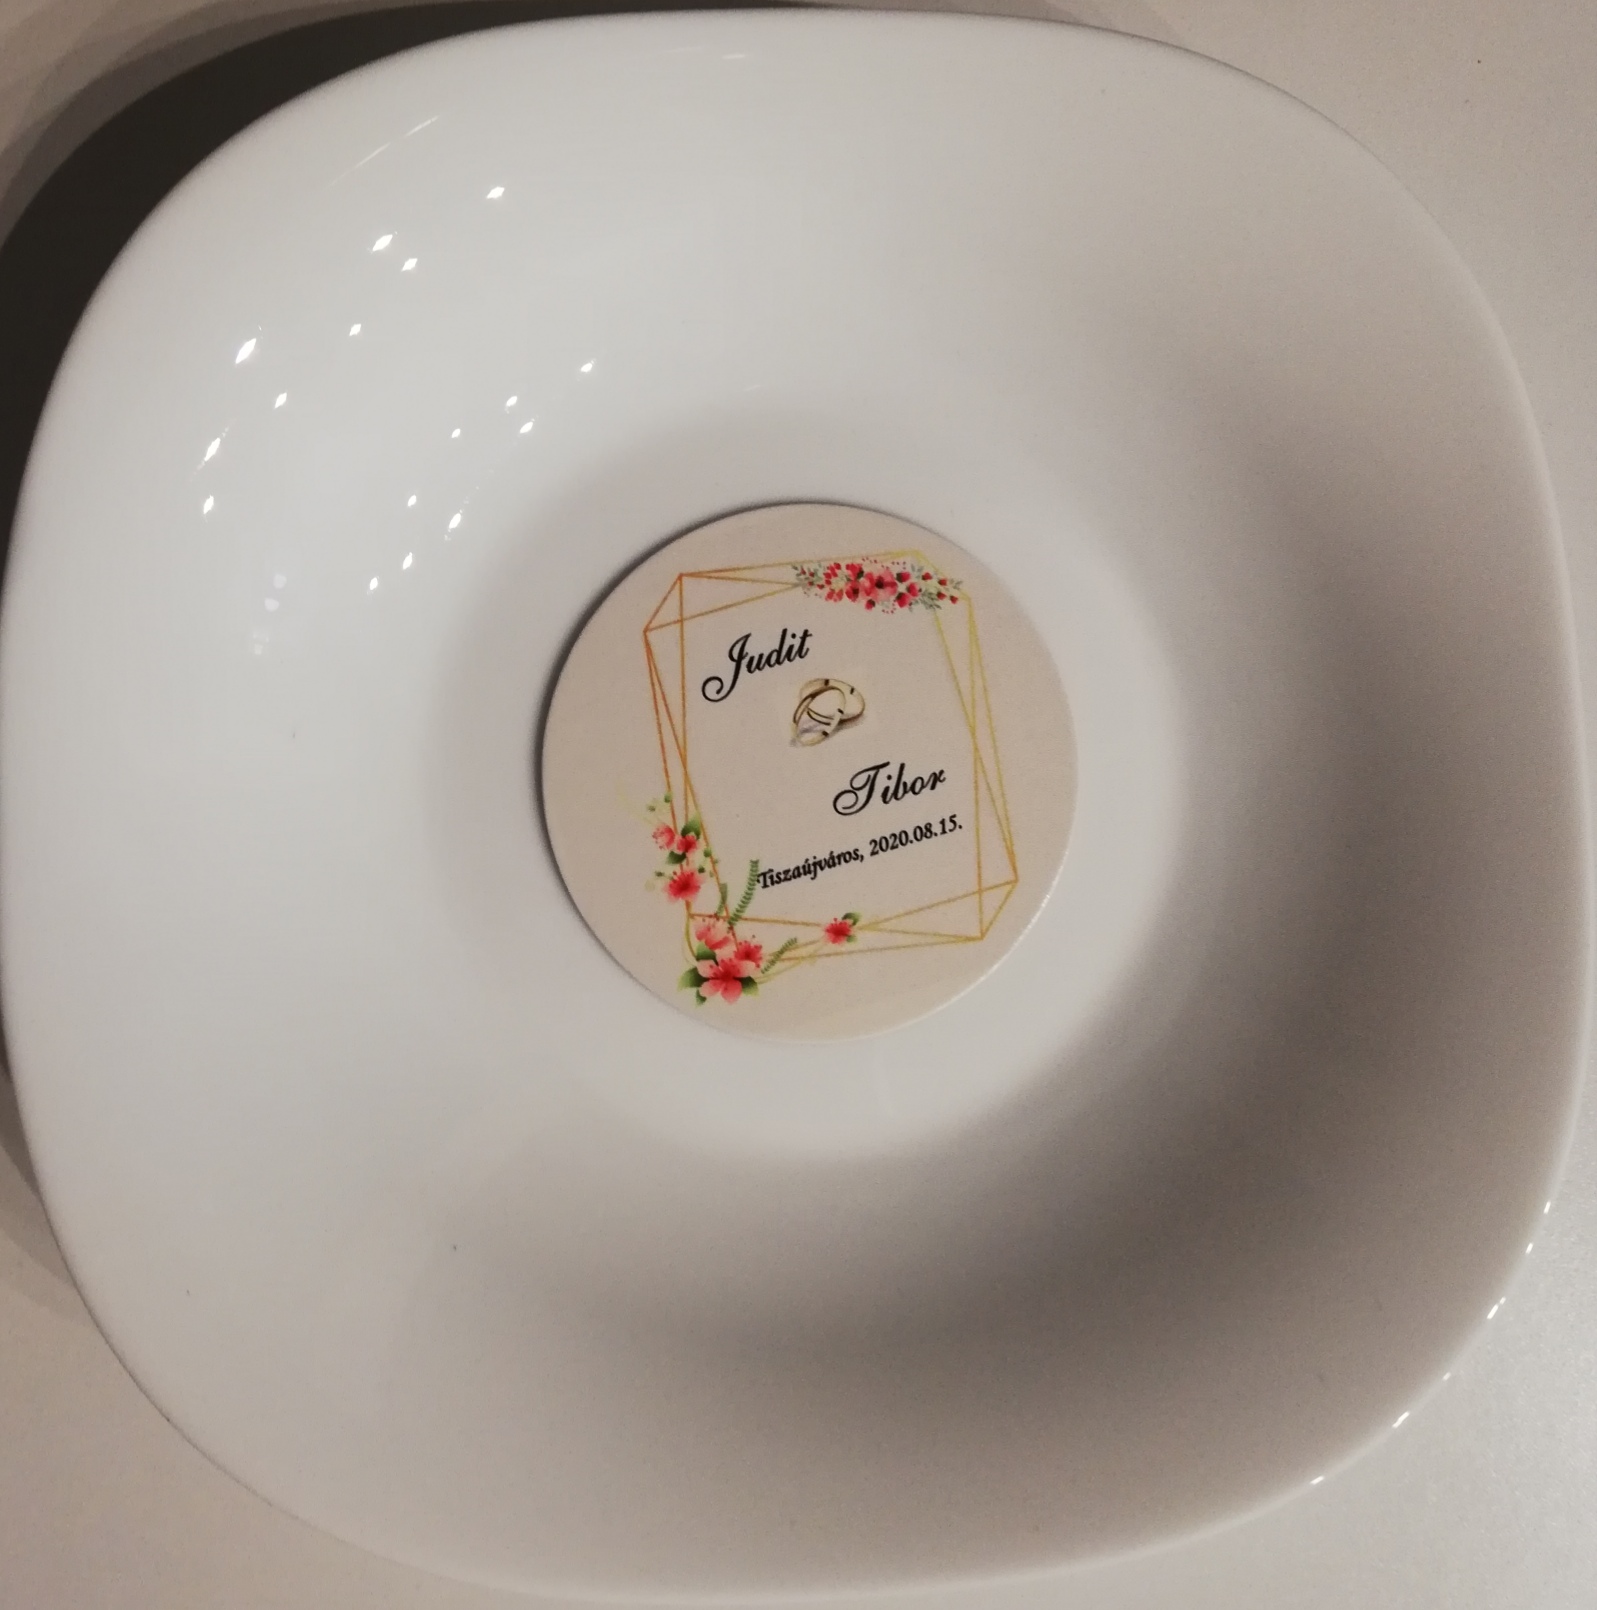 Judit
Tibor
Tiszaújváros, 2020.08.15.